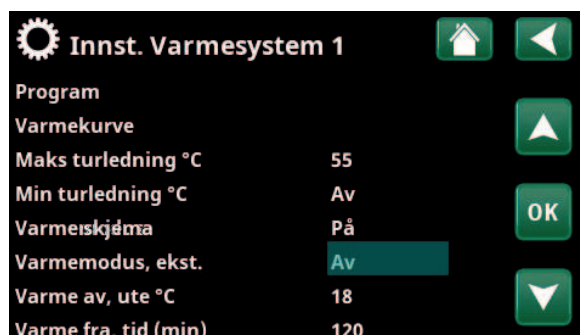 Innst. Varmesystem 1
Program
Varmekurve
Maks turledning °C 55
Min turledning °C Av
På
OK
Varmemodus, ekst. Av
Varme av, ute °C 18
Varme fra, tid (min) 120